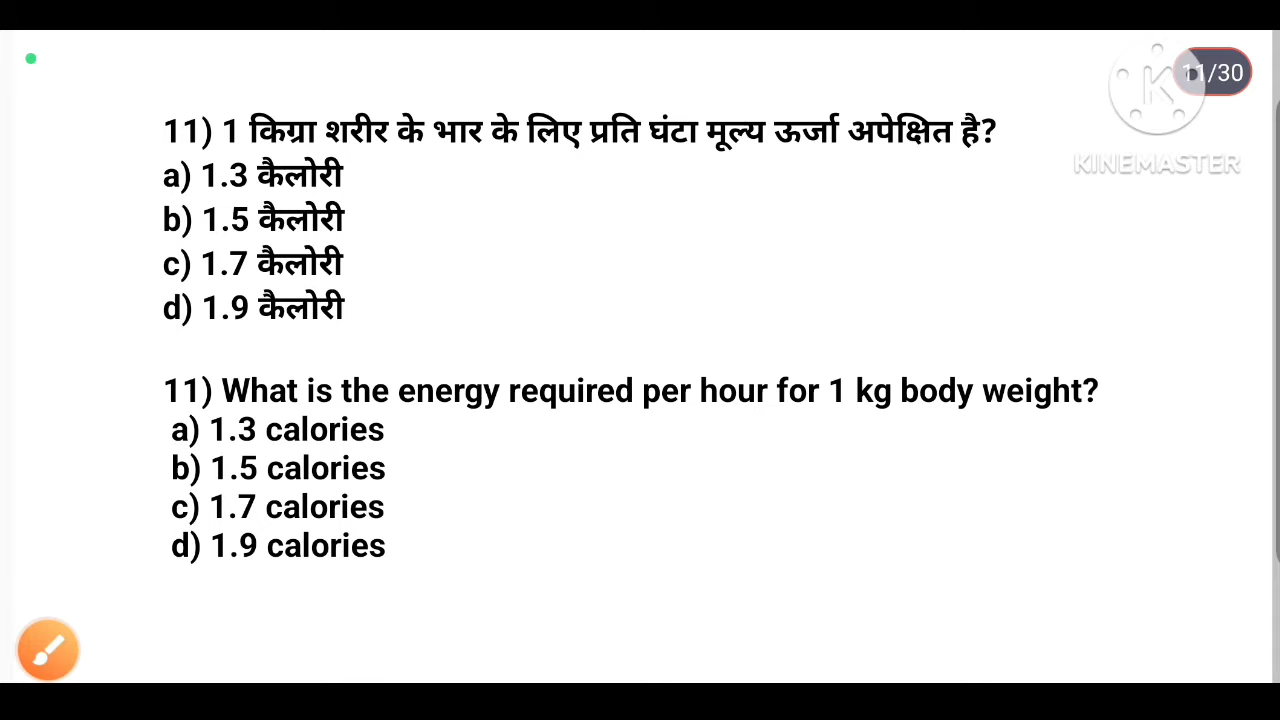 11/30
KINEMASTER
11) 1 किग्रा शरीर के भार के लिए प्रति घंटा मूल्य ऊर्जा अपेक्षित है?
a) 1.3 कैलोरी
b) 1.5 कैलोरी
c) 1.7 कैलोरी
d) 1.9 कैलोरी
11) What is the energy required per hour for 1 kg body weight?
a) 1.3 calories
b) 1.5 calories
c) 1.7 calories
d) 1.9 calories